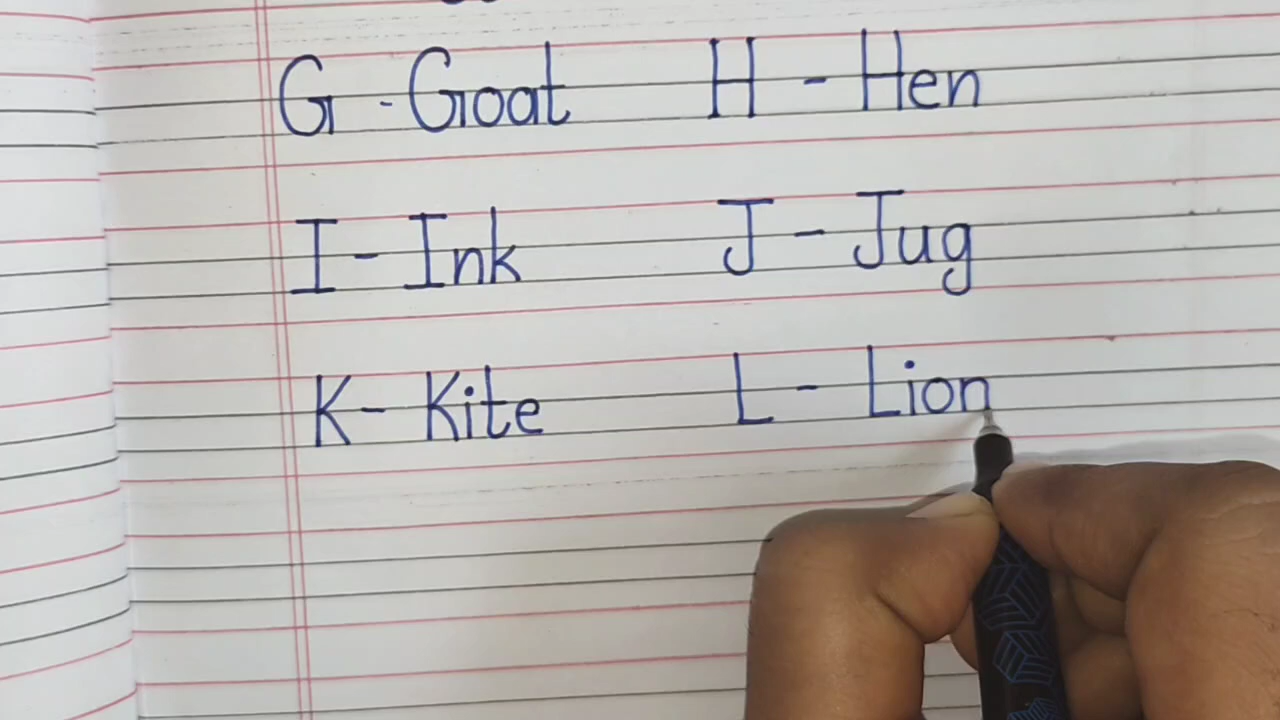 G - Goat H - Hen
I - Ink J - Jug
K - Kite L - Lion